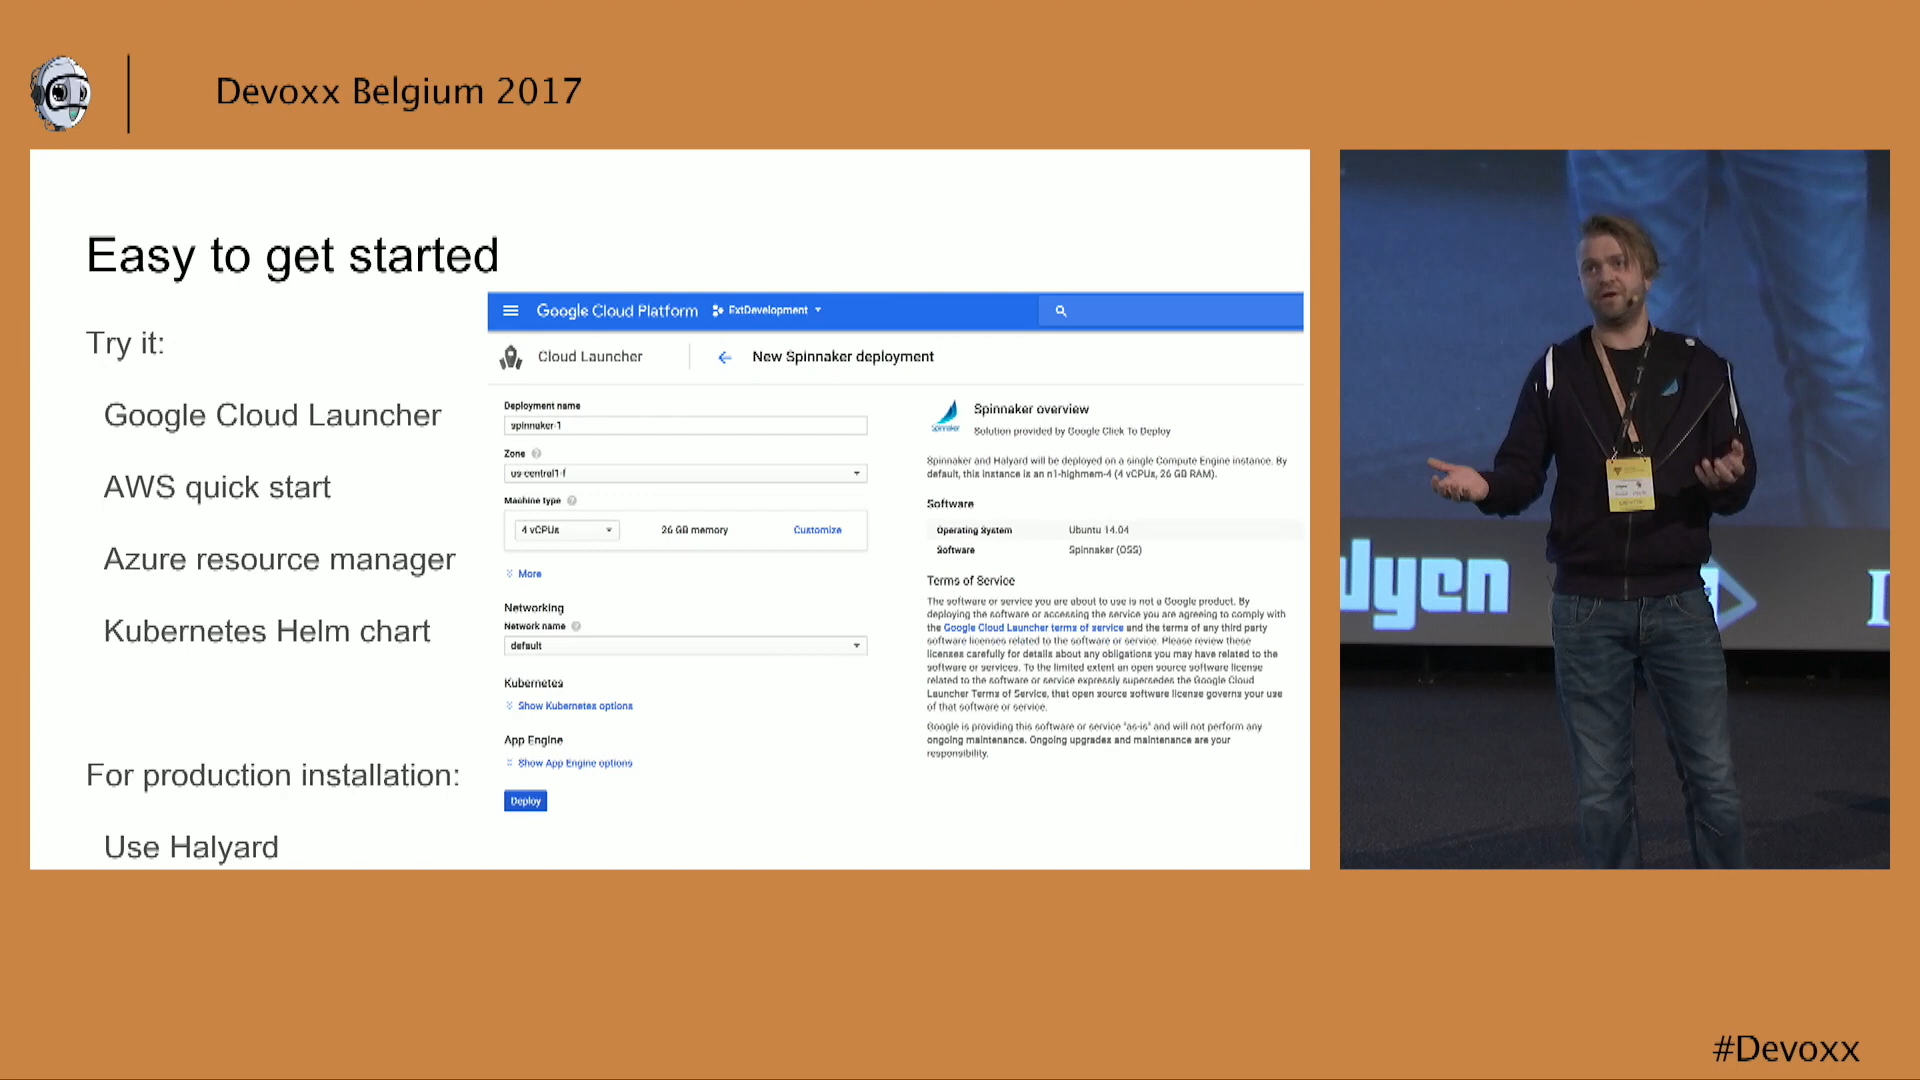 Devoxx Belgium 2017
Easy to get started
Try it:
Google Cloud Launcher
AWS quick start
Azure resource manager
Kubernetes Helm chart
For production installation:
Use Halyard
Google Cloud Platform
ExtDevelopment
Cloud Launcher
New Spinnaker deployment
Deployment name
spinnaker-1
Zone
us-central1-f
Machine type
4 vCPUs
26 GB memory
Customize
More
Networking
Network name
default
Kubernetes
Show Kubernetes options
App Engine
Show App Engine options
Deploy
Spinnaker
Spinnaker overview
Solution provided by Google Click To Deploy
Spinnaker and Halyard will be deployed on a single Compute Engine instance. By
default, this instance is an n1-highmem-4 (4 vCPUs, 26 GB RAM).
Software
Operating System Ubuntu 14.04
Software Spinnaker (OSS)
Terms of Service
The software or service you are about to use is not a Google product. By
deploying the software or accessing the service you are agreeing to comply with
the Google Cloud Launcher terms of service and the terms of any third party
software licenses related to the software or service. Please review these
licenses carefully for details about any obligations you may have related to the
software or services. To the limited extent an open source software license
related to the software or service expressly supersedes the Google Cloud
Launcher Terms of Service, that open source software license governs your use
of that software or service.
Google is providing this software or service "as-is" and will not perform any
ongoing maintenance. Ongoing upgrades and maintenance are your
responsibility.
dyen
#Devoxx